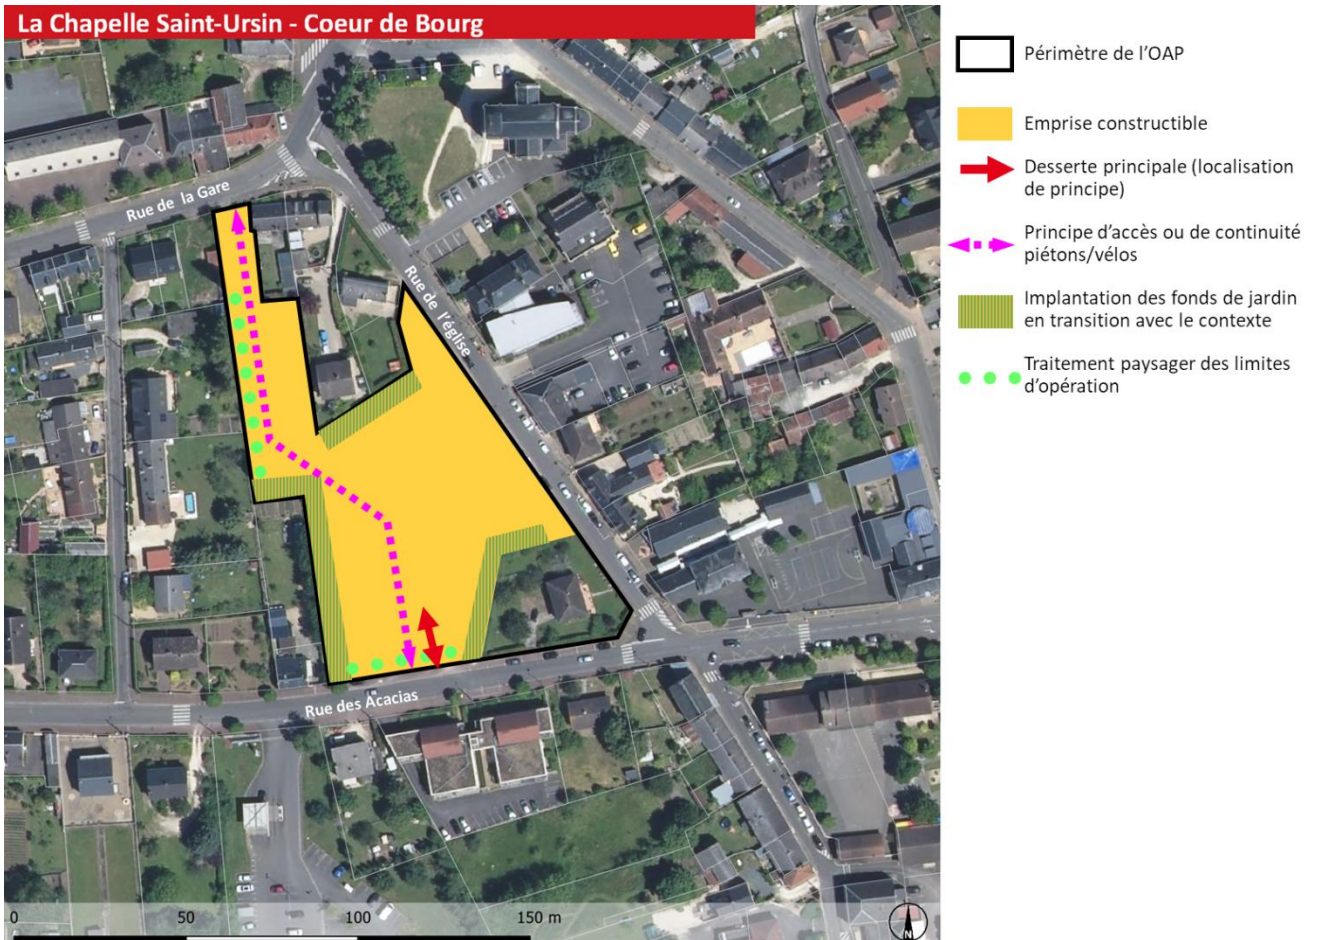 La Chapelle Saint-Ursin - Coeur de Bourg
Périmètre de l'OAP
Emprise constructible
Desserte principale (localisation
de principe)
Principe d'accès ou de continuité
piétons/vélos
Implantation des fonds de jardin
en transition avec le contexte
Traitement paysager des limites
d'opération
Rue de la Gare
Rue de l'église
Rue des Acacias
0 50 100 150 m
N